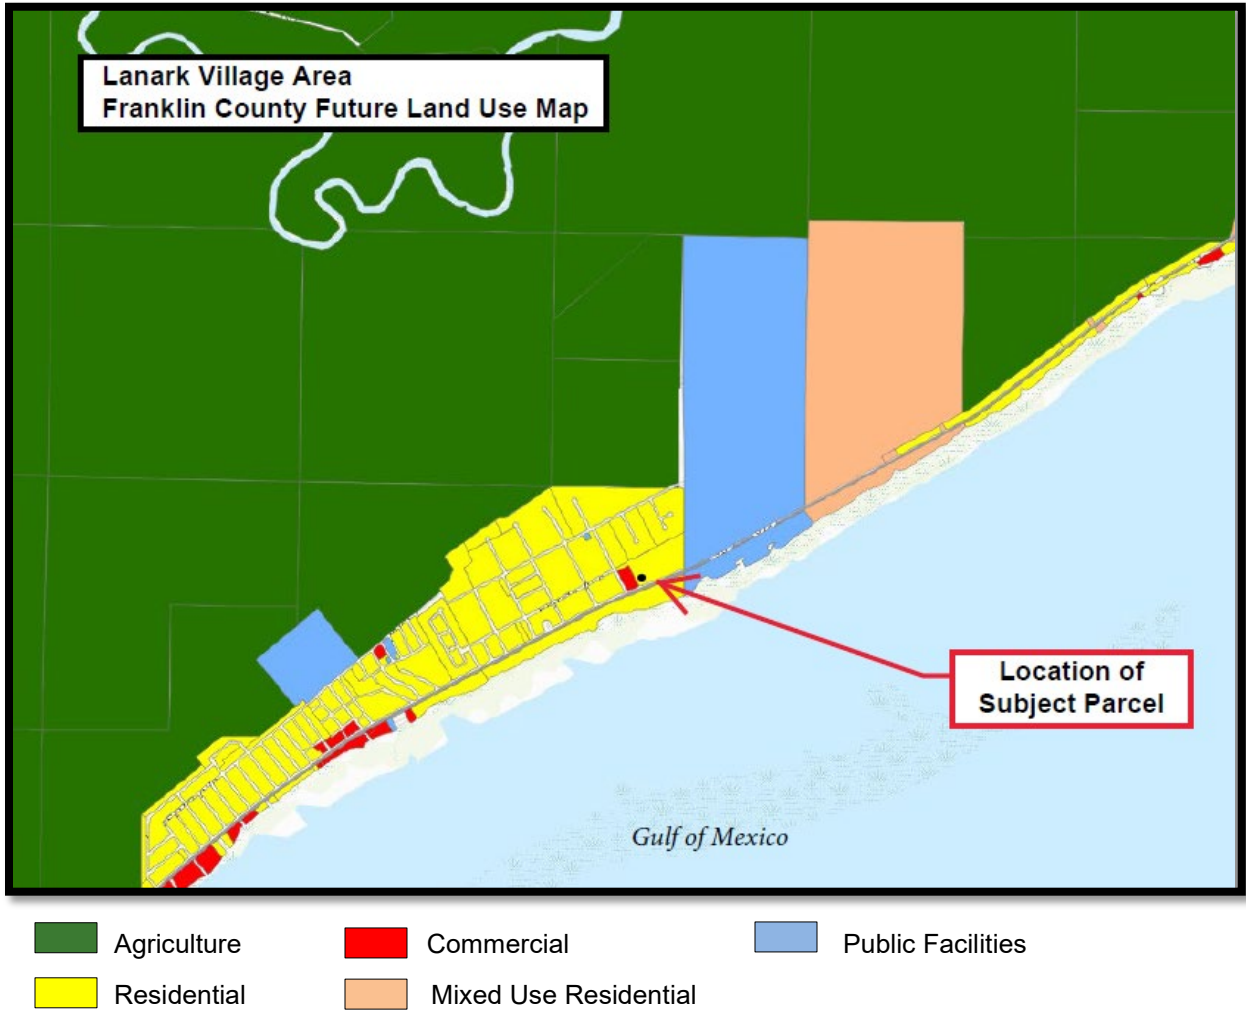 Lanark Village Area
Franklin County Future Land Use Map
Location of
Subject Parcel
Gulf of Mexico
Agriculture
Commercial
Public Facilities
Residential
Mixed Use Residential